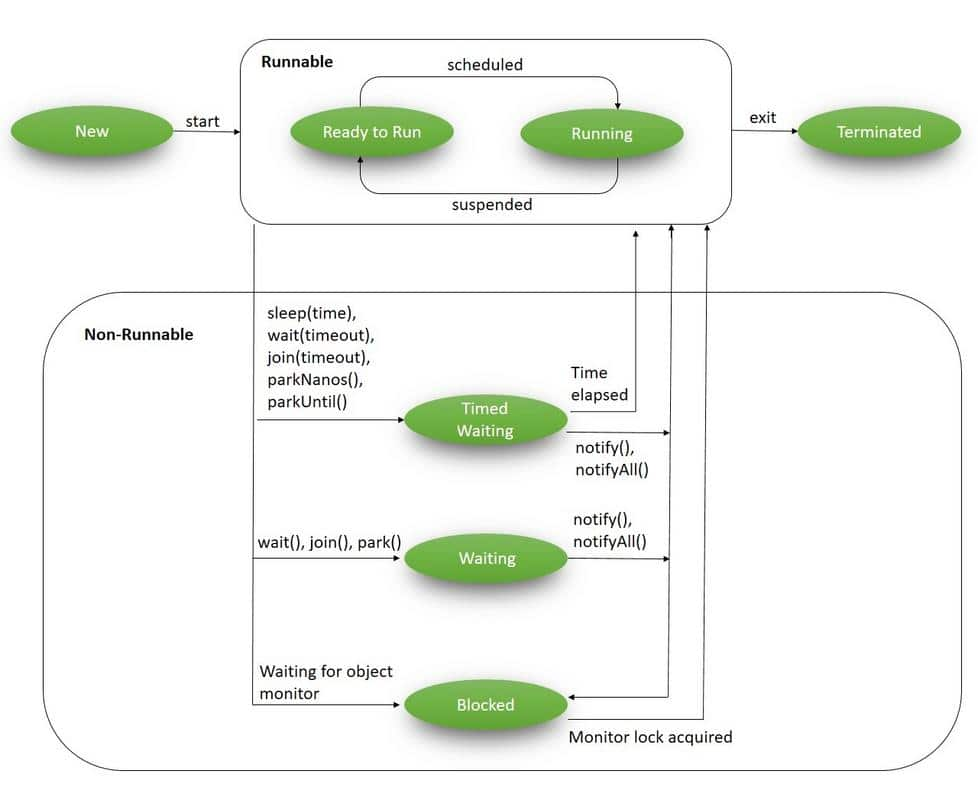 Runnable
scheduled
New
start
Ready to Run
Running
exit
Terminated
suspended
Non-Runnable
sleep(time),
wait(timeout),
join(timeout),
parkNanos(),
parkUntil()
Timed
Waiting
Time
elapsed
notify(),
notifyAll()
wait(), join(), park()
Waiting
notify(),
notifyAll()
Waiting for object
monitor
Blocked
Monitor lock acquired